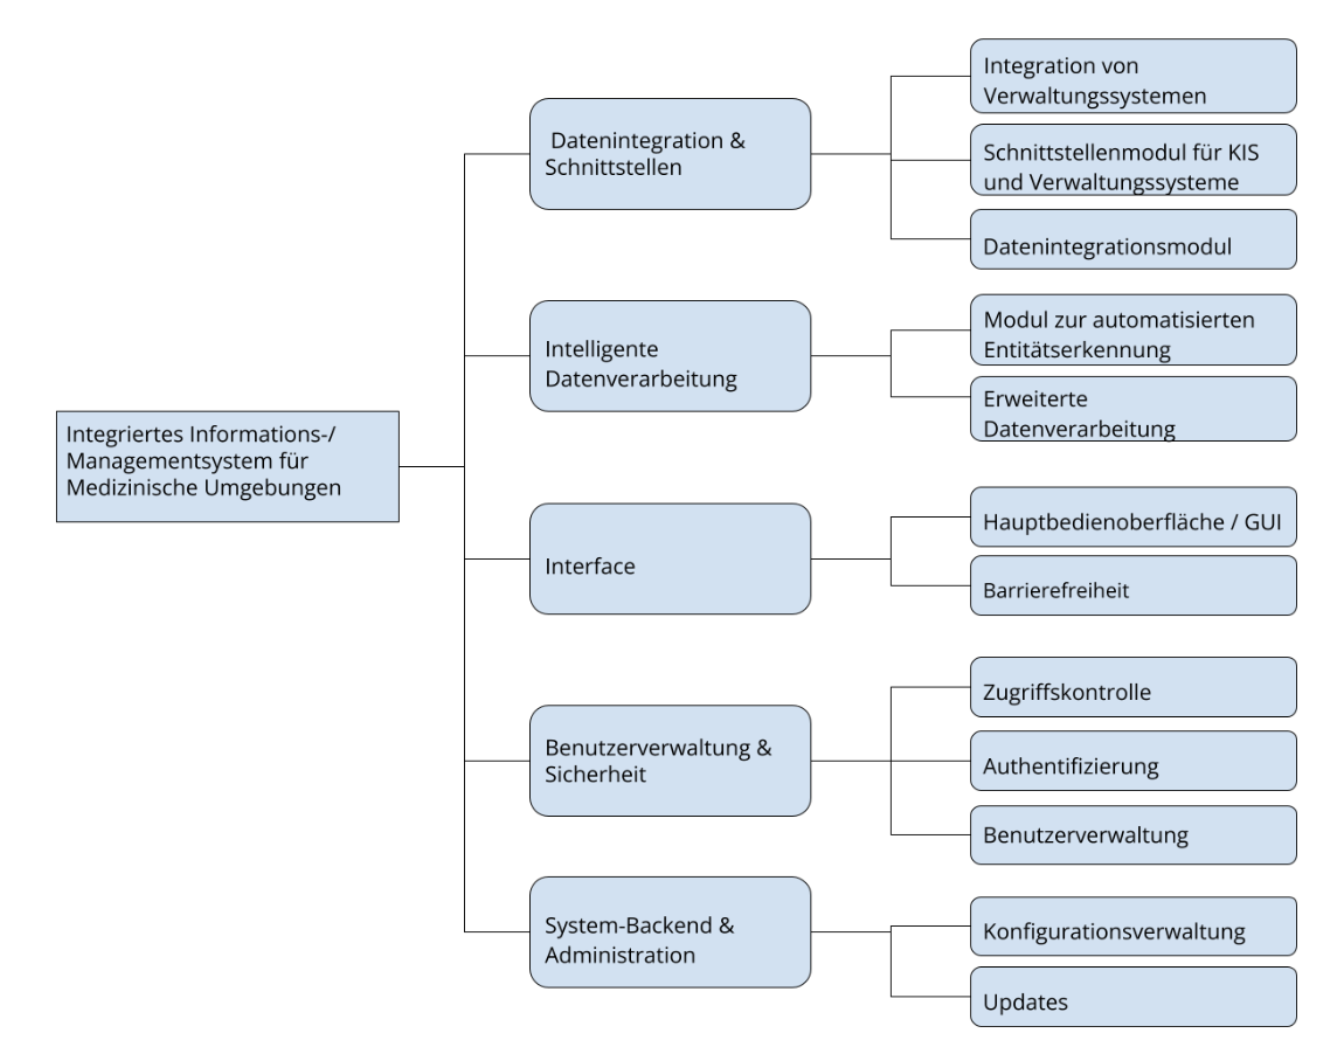 Integriertes Informations-/
Managementsystem für
Medizinische Umgebungen
Datenintegration &
Schnittstellen
Integration von
Verwaltungssystemen
Schnittstellenmodul für KIS
und Verwaltungssysteme
Datenintegrationsmodul
Intelligente
Datenverarbeitung
Modul zur automatisierten
Entitätserkennung
Erweiterte
Datenverarbeitung
Interface
Hauptbedienoberfläche / GUI
Barrierefreiheit
Benutzerverwaltung &
Sicherheit
Zugriffskontrolle
Authentifizierung
Benutzerverwaltung
System-Backend &
Administration
Konfigurationsverwaltung
Updates